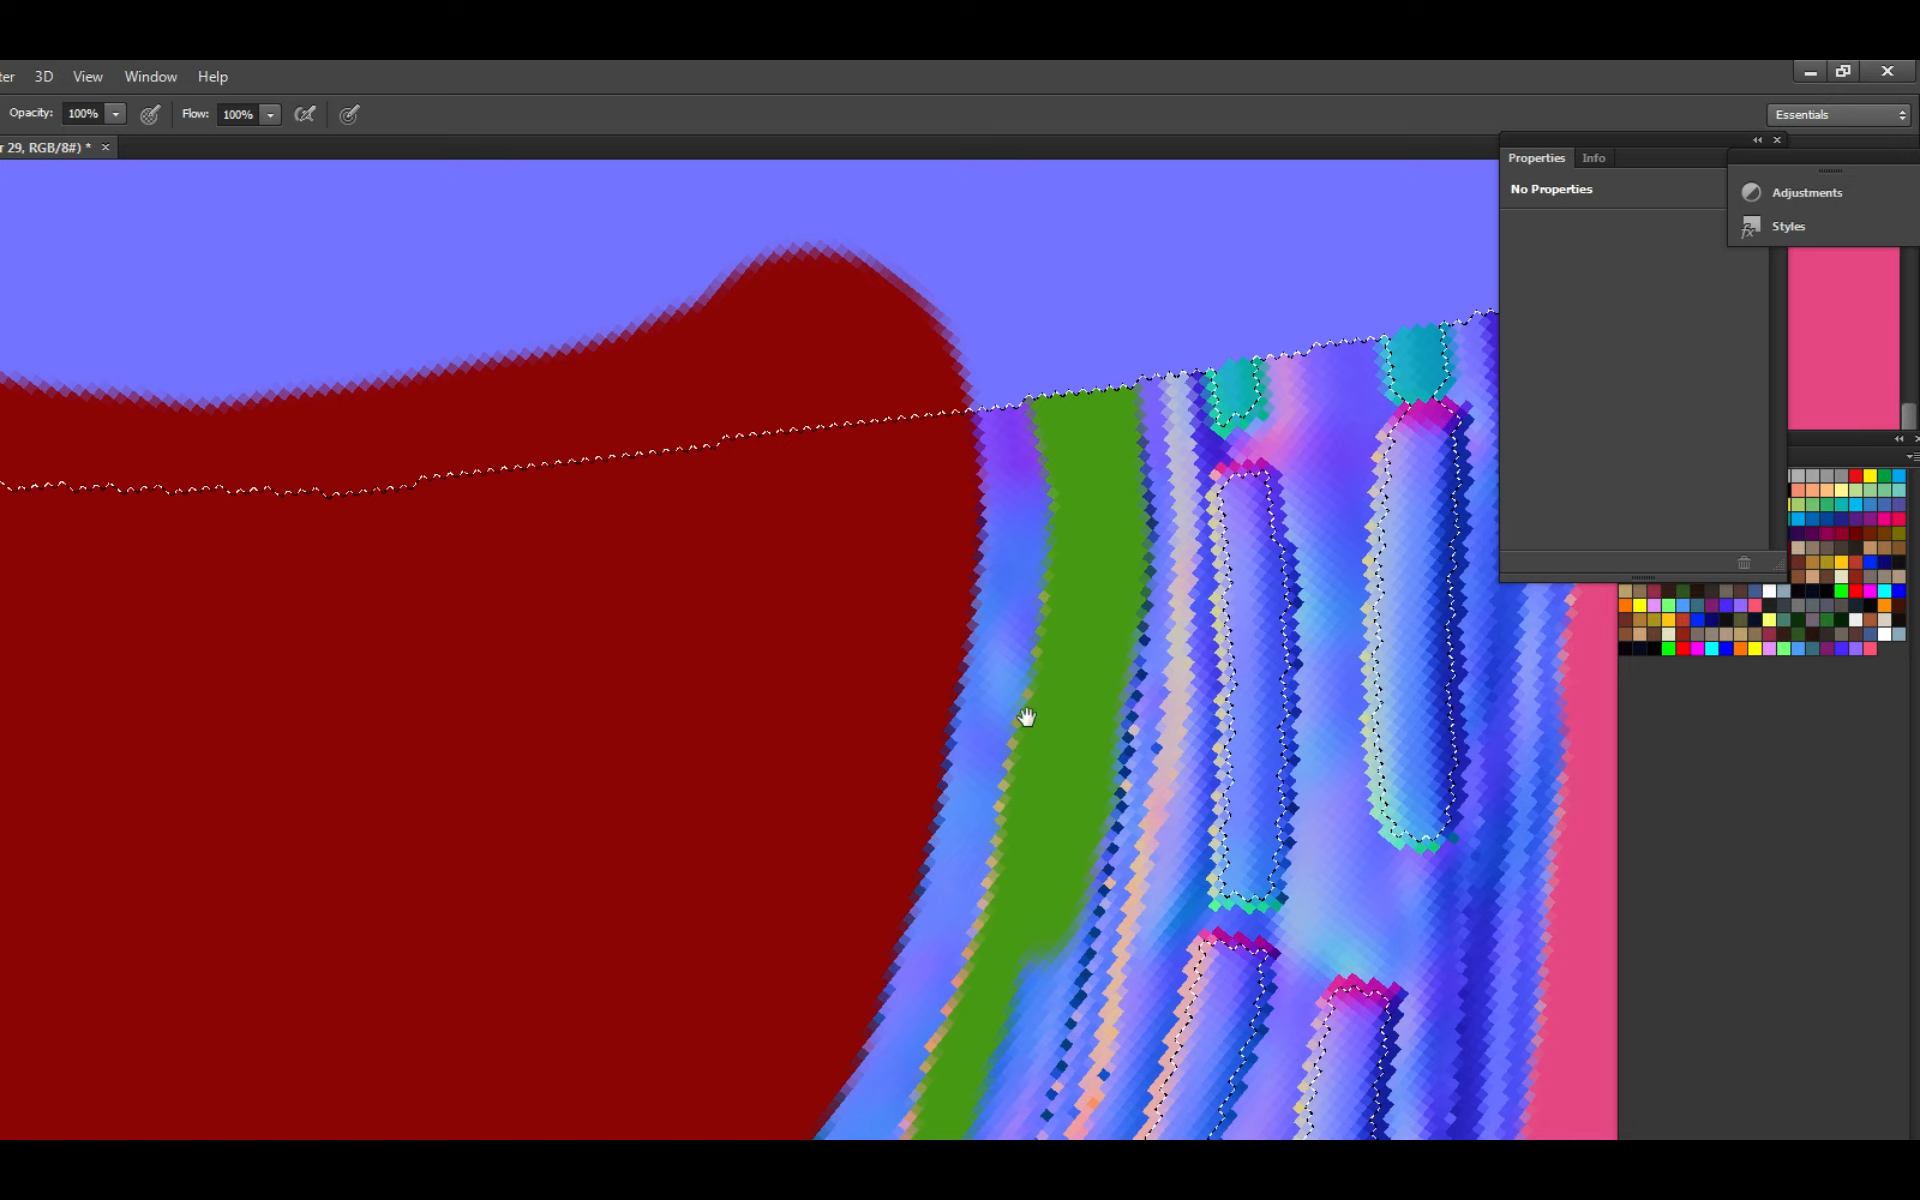 ter 3D View Window Help
Opacity: 100% Flow: 100% Essentials
r 29, RGB/8#) * ×
Properties Info
No Properties
Adjustments
fx Styles